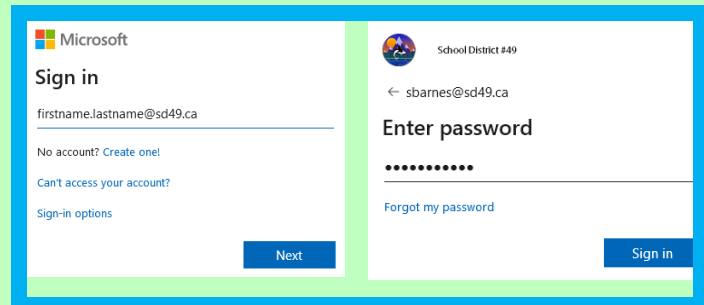 Microsoft
Sign in
firstname.lastname@sd49.ca
No account? Create one!
Can't access your account?
Sign-in options
Next
School District #49
← sbarnes@sd49.ca
Enter password
•••••••••••
Forgot my password
Sign in